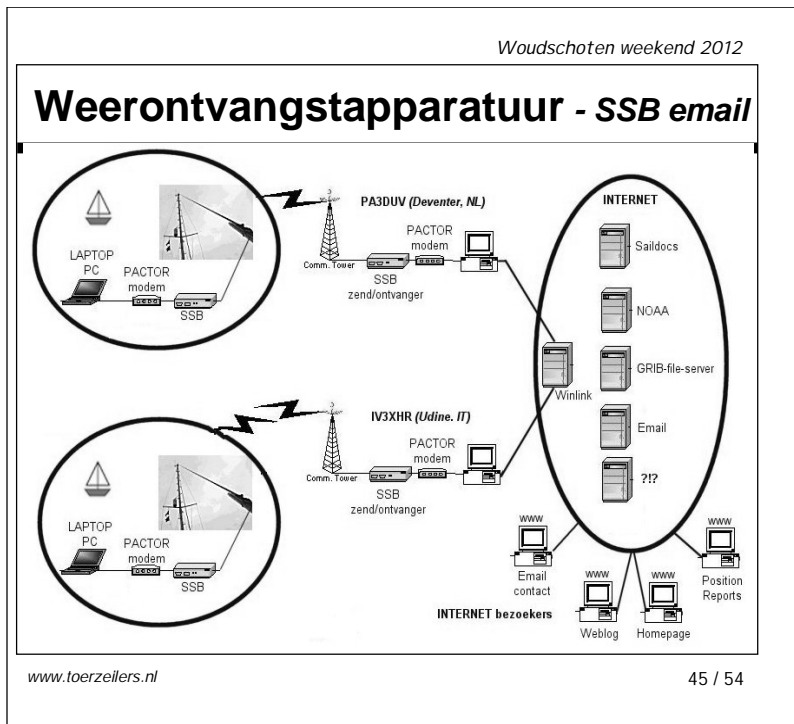 Woudschoten weekend 2012
Weerontvangstapparatuur - SSB email
LAPTOP
PC
PACTOR
modem
SSB
PA3DUV (Deventer, NL)
Comm. Tower
SSB
zend/ontvanger
PACTOR
modem
INTERNET
Saildocs
NOAA
GRIB-file-server
Winlink
Email
?!?
LAPTOP
PC
PACTOR
modem
SSB
IV3XHR (Udine. IT)
Comm. Tower
SSB
zend/ontvanger
PACTOR
modem
WWW
Email
contact
WWW
Weblog
WWW
Homepage
WWW
Position
Reports
INTERNET bezoekers
www.toerzeilers.nl
45 / 54